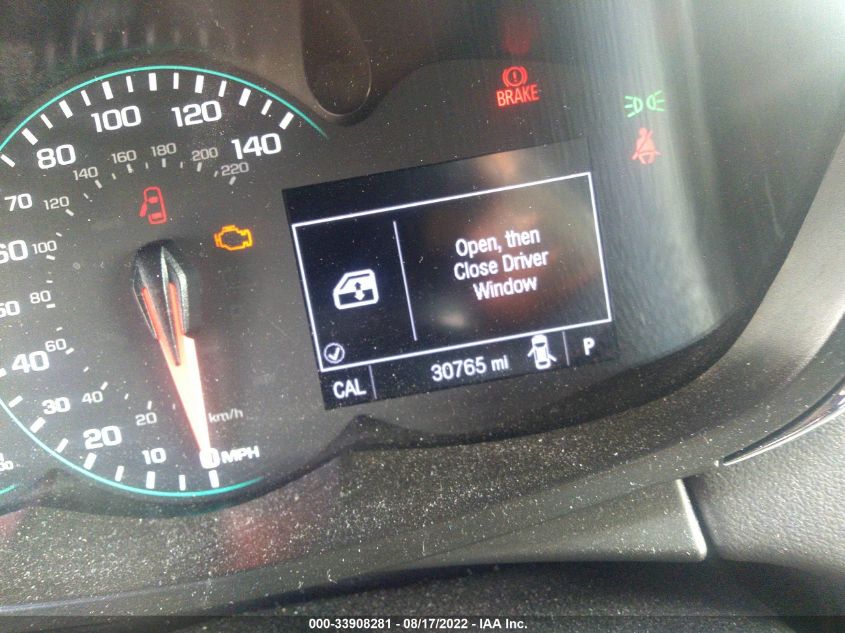 BRAKE
100 120
80 140
140 160 180 200 220
70 120
60 100
80
40 60
30 40
20 20 km/h
10 0 MPH
Open, then
Close Driver
Window
CAL 30765 mi P
000-33908281 - 08/17/2022 - IAA Inc.